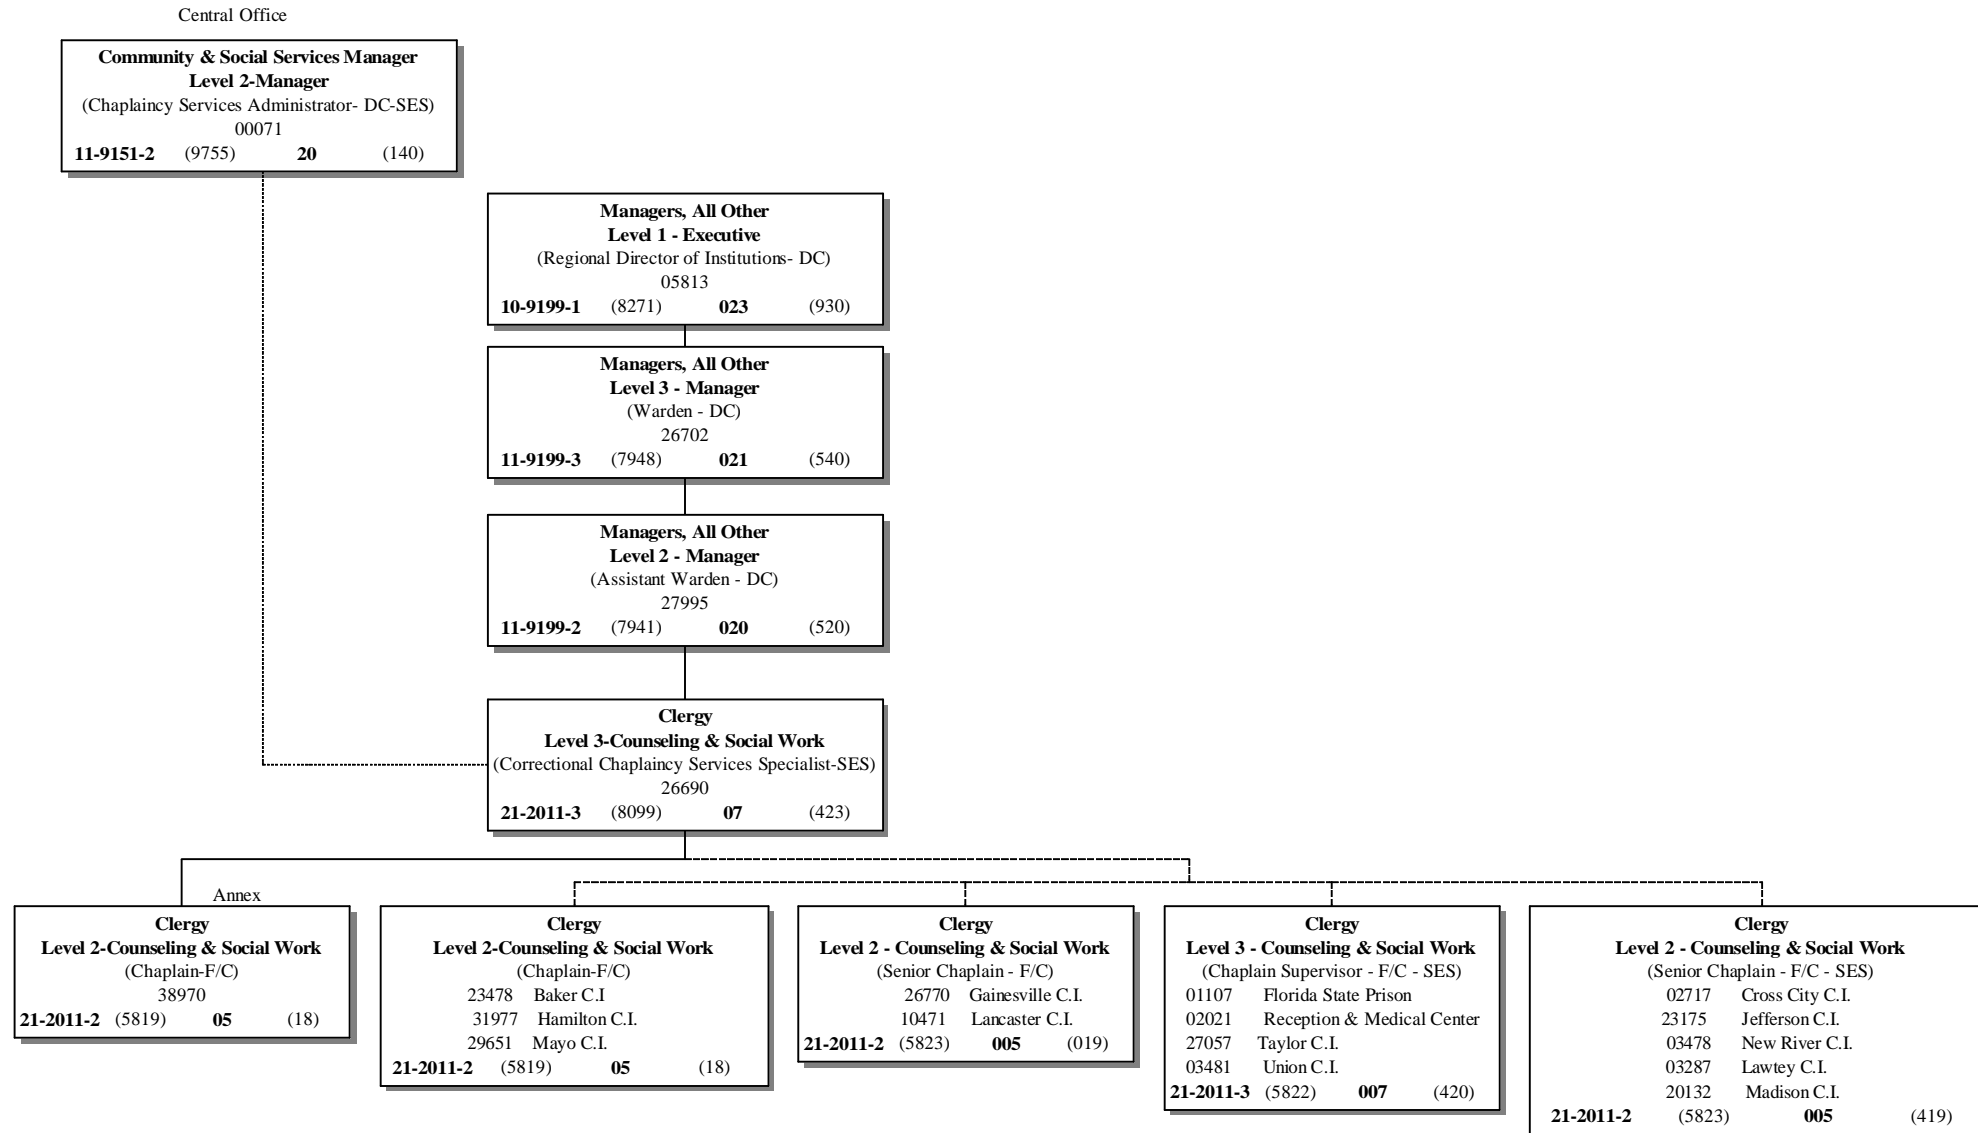 Central Office
Community & Social Services Manager
Level 2-Manager
(Chaplaincy Services Administrator- DC-SES)
00071
11-9151-2 (9755) 20 (140)
Managers, All Other
Level 1 - Executive
(Regional Director of Institutions- DC)
05813
10-9199-1 (8271) 023 (930)
Managers, All Other
Level 3 - Manager
(Warden - DC)
26702
11-9199-3 (7948) 021 (540)
Managers, All Other
Level 2 - Manager
(Assistant Warden - DC)
27995
11-9199-2 (7941) 020 (520)
Clergy
Level 3-Counseling & Social Work
(Correctional Chaplaincy Services Specialist-SES)
26690
21-2011-3 (8099) 07 (423)
Annex
Clergy
Level 2-Counseling & Social Work
(Chaplain-F/C)
38970
21-2011-2 (5819) 05 (18)
Clergy
Level 2-Counseling & Social Work
(Chaplain-F/C)
23478 Baker C.I
31977 Hamilton C.I.
29651 Mayo C.I.
21-2011-2 (5819) 05 (18)
Clergy
Level 2 - Counseling & Social Work
(Senior Chaplain - F/C)
26770 Gainesville C.I.
10471 Lancaster C.I.
21-2011-2 (5823) 005 (019)
Clergy
Level 3 - Counseling & Social Work
(Chaplain Supervisor - F/C - SES)
01107 Florida State Prison
02021 Reception & Medical Center
27057 Taylor C.I.
03481 Union C.I.
21-2011-3 (5822) 007 (420)
Clergy
Level 2 - Counseling & Social Work
(Senior Chaplain - F/C - SES)
02717 Cross City C.I.
23175 Jefferson C.I.
03478 New River C.I.
03287 Lawtey C.I.
20132 Madison C.I.
21-2011-2 (5823) 005 (419)